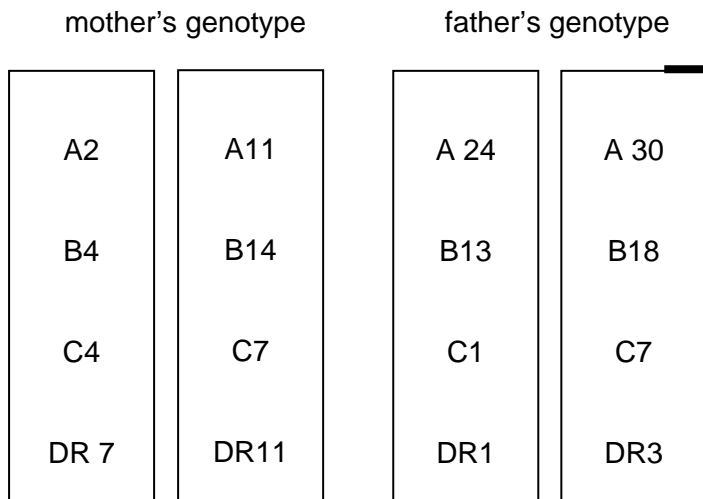 mother's genotype father's genotype
A2 A11 A 24 A 30
B4 B14 B13 B18
C4 C7 C1 C7
DR 7 DR11 DR1 DR3